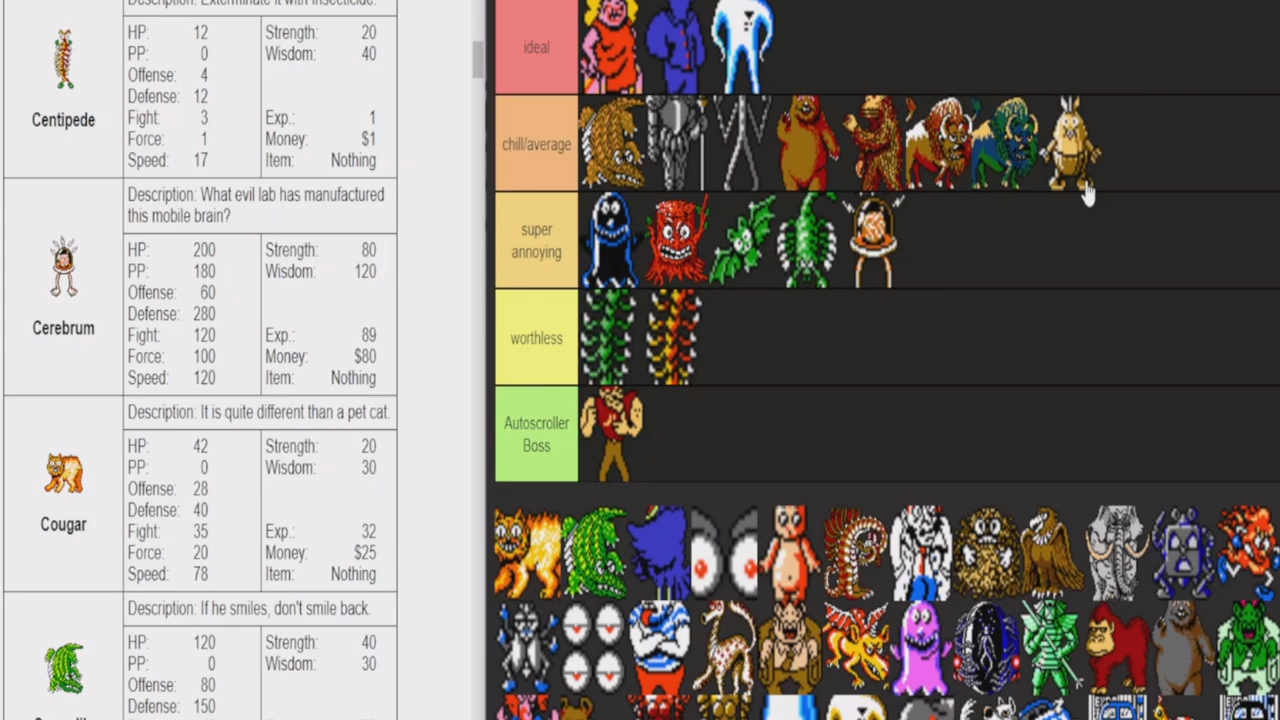 Description: Exterminate it with insecticide.
HP: 12 Strength: 20
PP: 0 Wisdom: 40
Offense: 4
Defense: 12
Fight: 3 Exp.: 1
Force: 1 Money: $1
Speed: 17 Item: Nothing
Centipede
Description: What evil lab has manufactured
this mobile brain?
HP: 200 Strength: 80
PP: 180 Wisdom: 120
Offense: 60
Defense: 280
Fight: 120 Exp.: 89
Force: 100 Money: $80
Speed: 120 Item: Nothing
Cerebrum
Description: It is quite different than a pet cat.
HP: 42 Strength: 20
PP: 0 Wisdom: 30
Offense: 28
Defense: 40
Fight: 35 Exp.: 32
Force: 20 Money: $25
Speed: 78 Item: Nothing
Cougar
Description: If he smiles, don't smile back.
HP: 120 Strength: 40
PP: 0 Wisdom: 30
Offense: 80
Defense: 150
ideal
chill/average
super
annoying
worthless
Autoscroller
Boss